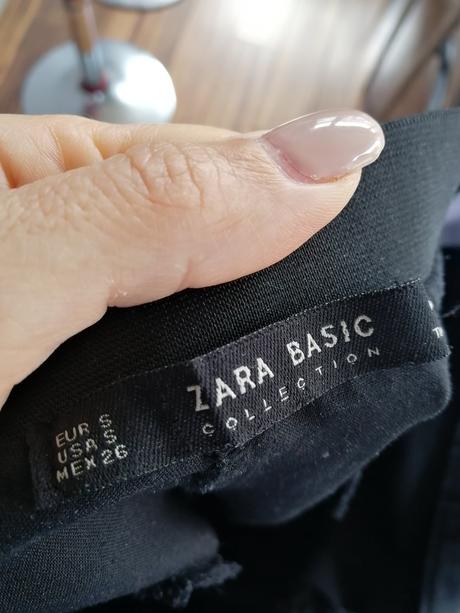 ZARA BASIC
COLLECTION
EUR S
USA S
MEX 26